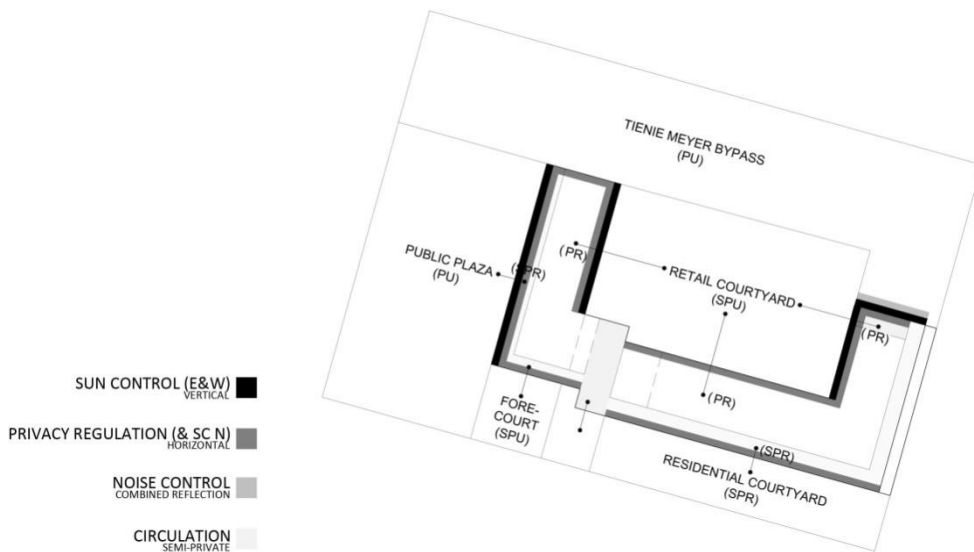 TIENIE MEYER BYPASS
(PU)
PUBLIC PLAZA
(PU)
(SPR)
(PR)
RETAIL COURTYARD
(SPU)
(PR)
(PR)
FORE-
COURT
(SPU)
(SPR)
RESIDENTIAL COURTYARD
(SPR)
SUN CONTROL (E&W)
VERTICAL
PRIVACY REGULATION (& SC N)
HORIZONTAL
NOISE CONTROL
COMBINED REFLECTION
CIRCULATION
SEMI-PRIVATE